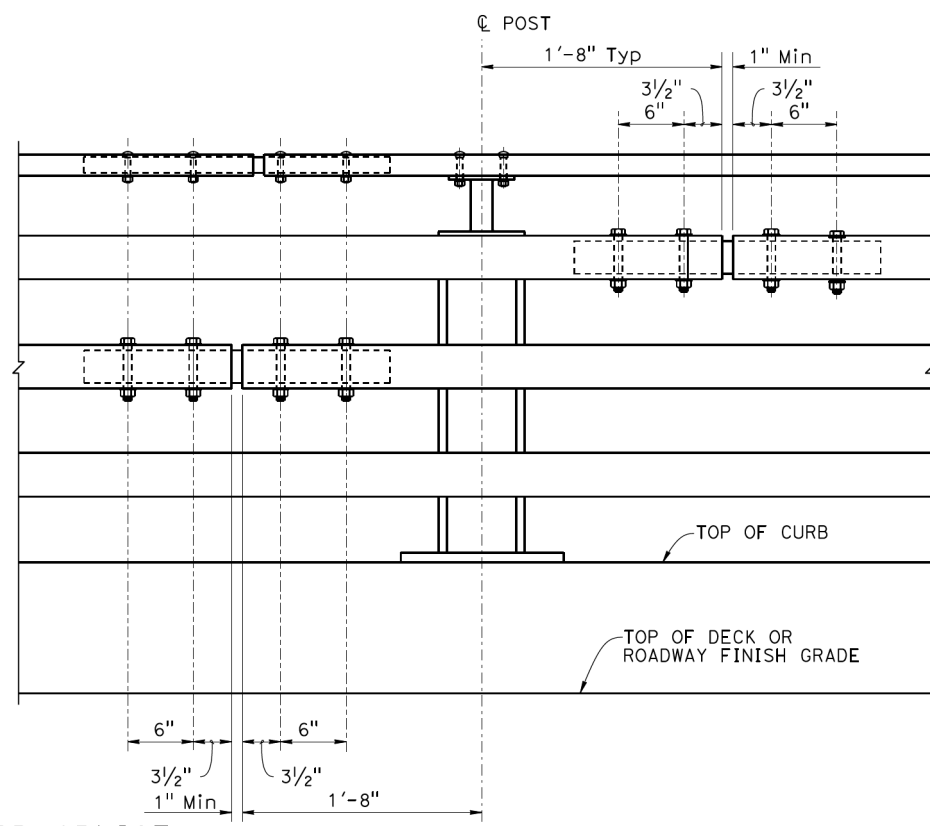 ℄ POST
1'-8" Typ
1" Min
3½"
3½"
6"
6"
TOP OF CURB
TOP OF DECK OR
ROADWAY FINISH GRADE
6"
6"
3½"
3½"
1" Min
1'-8"